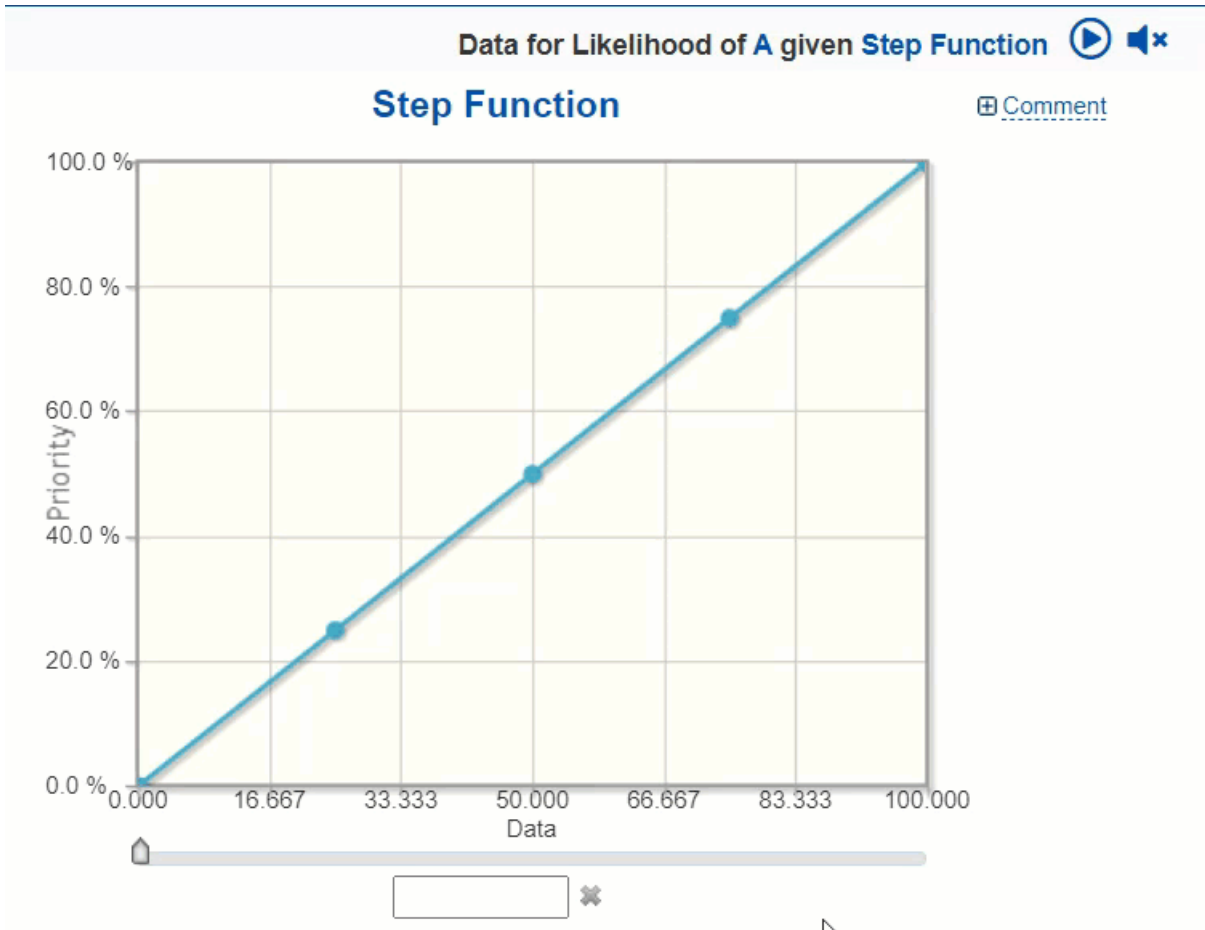 Data for Likelihood of A given Step Function
Step Function
Comment
100.0 %
80.0 %
60.0 %
Priority
40.0 %
20.0 %
0.0 %
0.000 16.667 33.333 50.000 66.667 83.333 100.000
Data